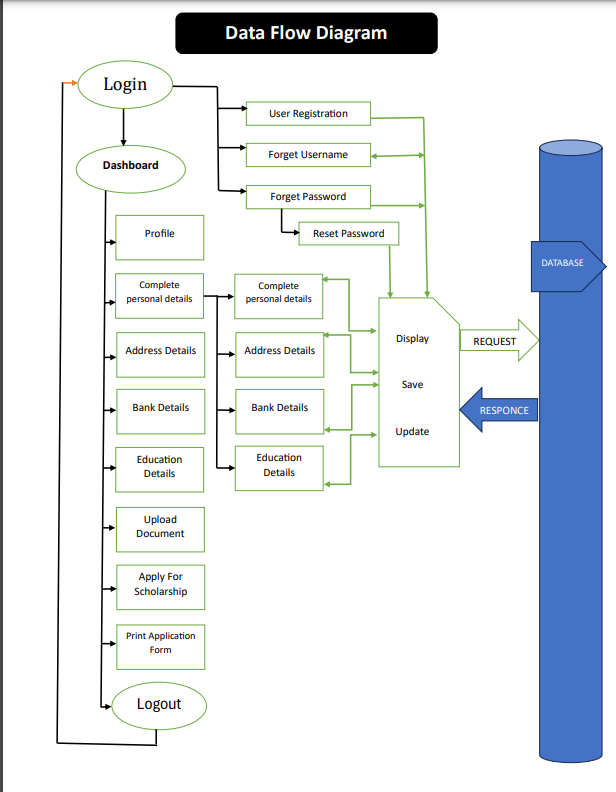 Data Flow Diagram
Login
User Registration
Forget Username
Dashboard
Forget Password
Reset Password
Profile
DATABASE
Complete
personal details
Complete
personal details
Display
REQUEST
Address Details
Address Details
Save
Bank Details
Bank Details
RESPONCE
Update
Education
Details
Education
Details
Upload
Document
Apply For
Scholarship
Print Application
Form
Logout